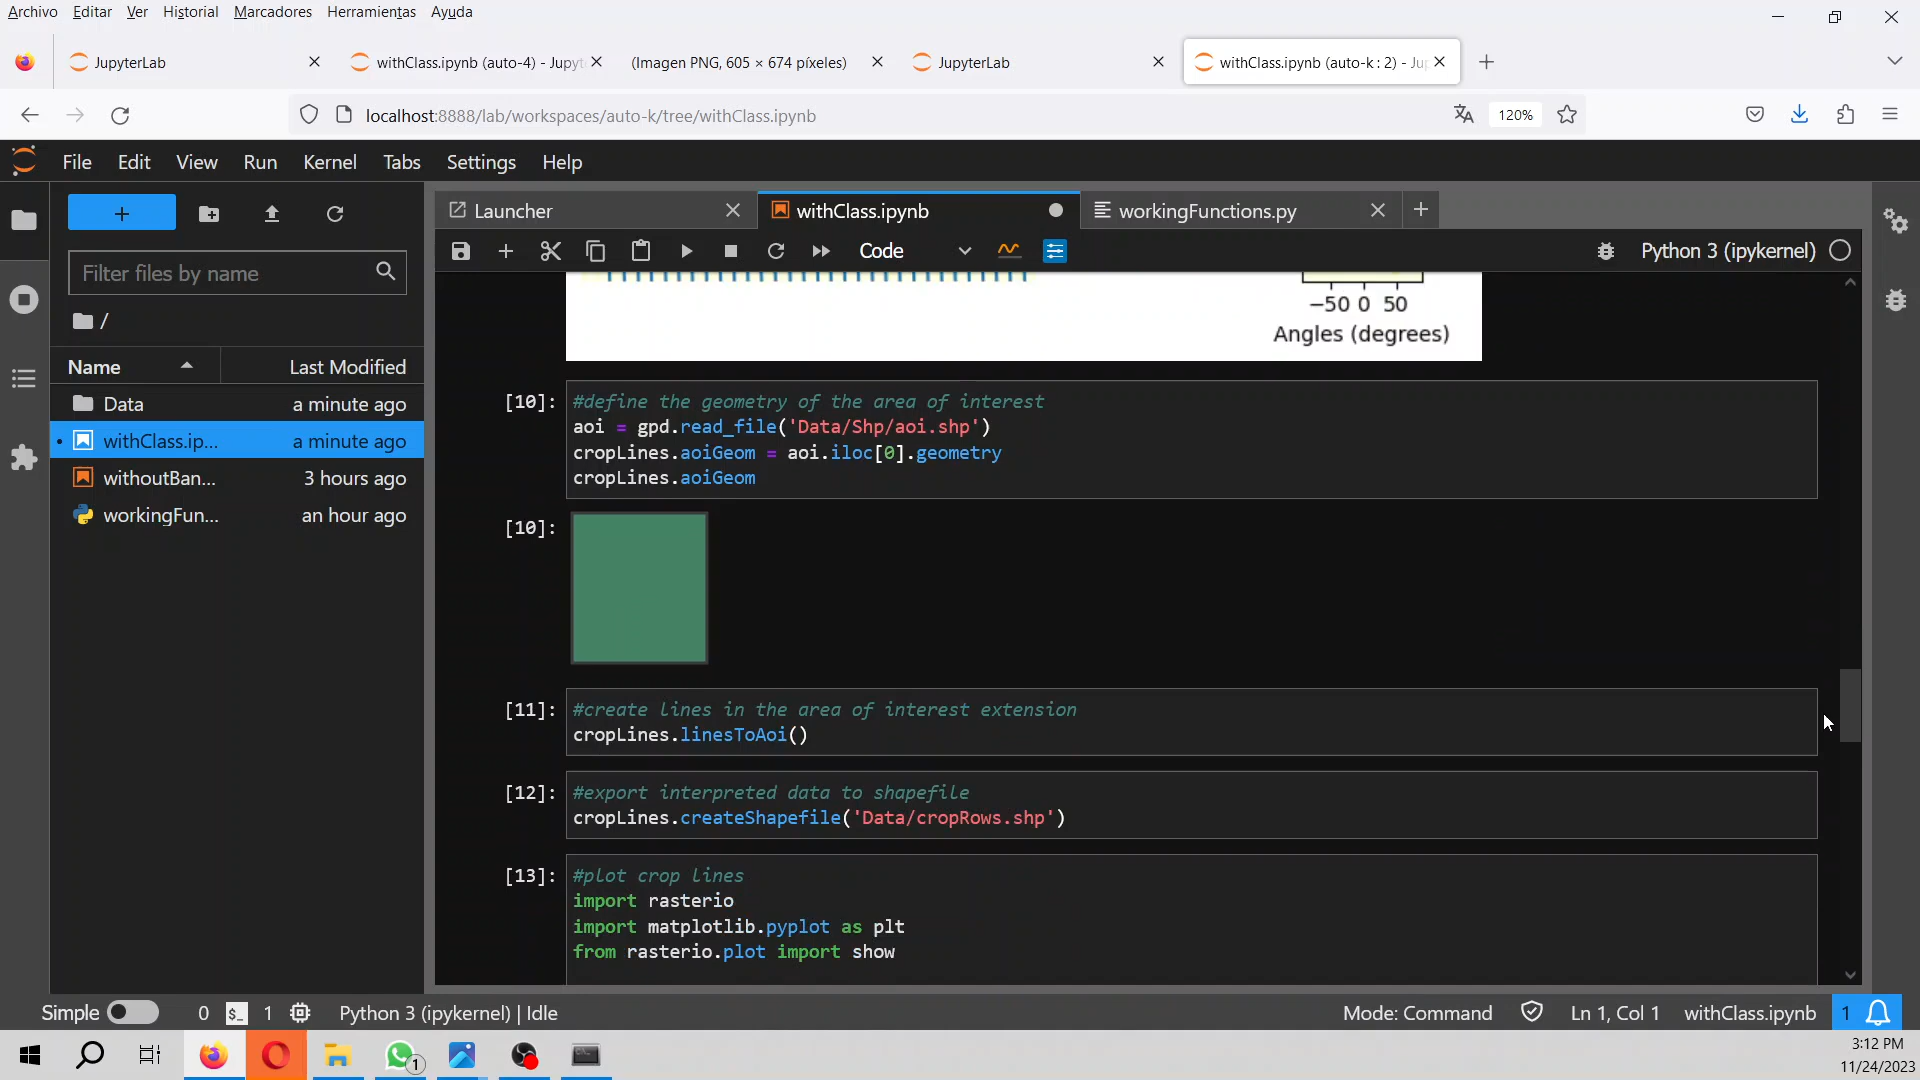 Archivo Editar Ver Historial Marcadores Herramientas Ayuda
JupyterLab
withClass.ipynb (auto-4) - Jupyt
(Imagen PNG, 605 × 674 píxeles)
JupyterLab
withClass.ipynb (auto-k : 2) - Ju
localhost:8888/lab/workspaces/auto-k/tree/withClass.ipynb
120%
File Edit View Run Kernel Tabs Settings Help
Launcher
withClass.ipynb
workingFunctions.py
Code
Python 3 (ipykernel)
Filter files by name
/
Name Last Modified
Data a minute ago
withClass.ip... a minute ago
withoutBan... 3 hours ago
workingFun... an hour ago
−50 0 50
Angles (degrees)
[10]: #define the geometry of the area of interest
aoi = gpd.read_file('Data/Shp/aoi.shp')
cropLines.aoiGeom = aoi.iloc[0].geometry
cropLines.aoiGeom
[10]:
[11]: #create lines in the area of interest extension
cropLines.linesToAoi()
[12]: #export interpreted data to shapefile
cropLines.createShapefile('Data/cropRows.shp')
[13]: #plot crop lines
import rasterio
import matplotlib.pyplot as plt
from rasterio.plot import show
Simple 0 $_ 1 Python 3 (ipykernel) | Idle
Mode: Command Ln 1, Col 1 withClass.ipynb 1
1
3:12 PM
11/24/2023